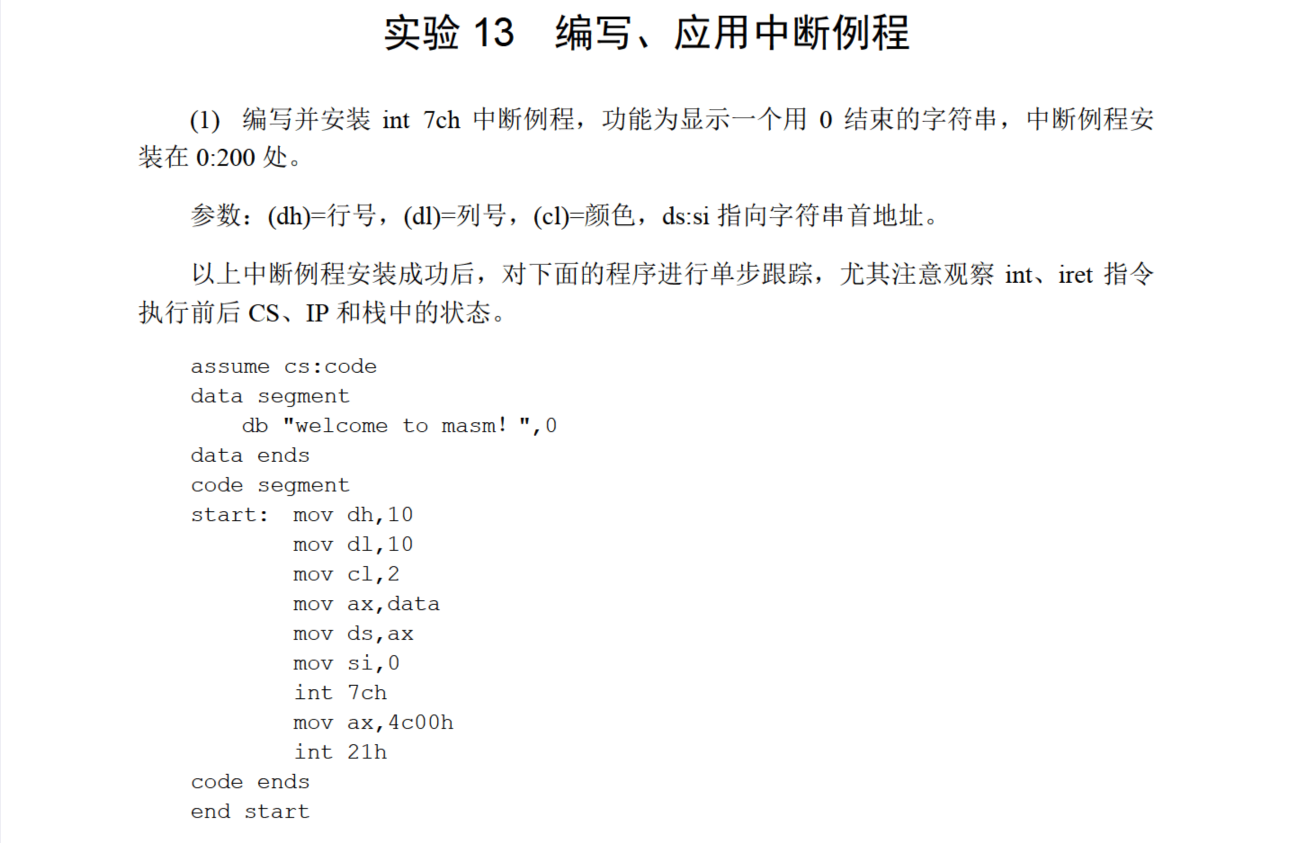 实验 13 编写、应用中断例程
(1) 编写并安装 int 7ch 中断例程，功能为显示一个用 0 结束的字符串，中断例程安
装在 0:200 处。
参数：(dh)=行号，(dl)=列号，(cl)=颜色，ds:si 指向字符串首地址。
以上中断例程安装成功后，对下面的程序进行单步跟踪，尤其注意观察 int、iret 指令
执行前后 CS、IP 和栈中的状态。
assume cs:code
data segment
db "welcome to masm！",0
data ends
code segment
start: mov dh,10
mov dl,10
mov cl,2
mov ax,data
mov ds,ax
mov si,0
int 7ch
mov ax,4c00h
int 21h
code ends
end start